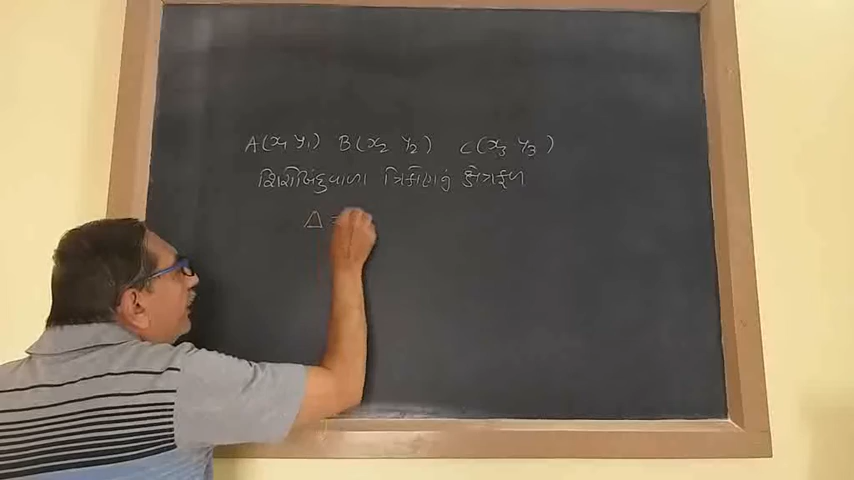 A(x₁ y₁) B(x₂ y₂) C(x₃ y₃)
શિરોબિંદુવાળા ત્રિકોણનું ક્ષેત્રફળ
Δ =